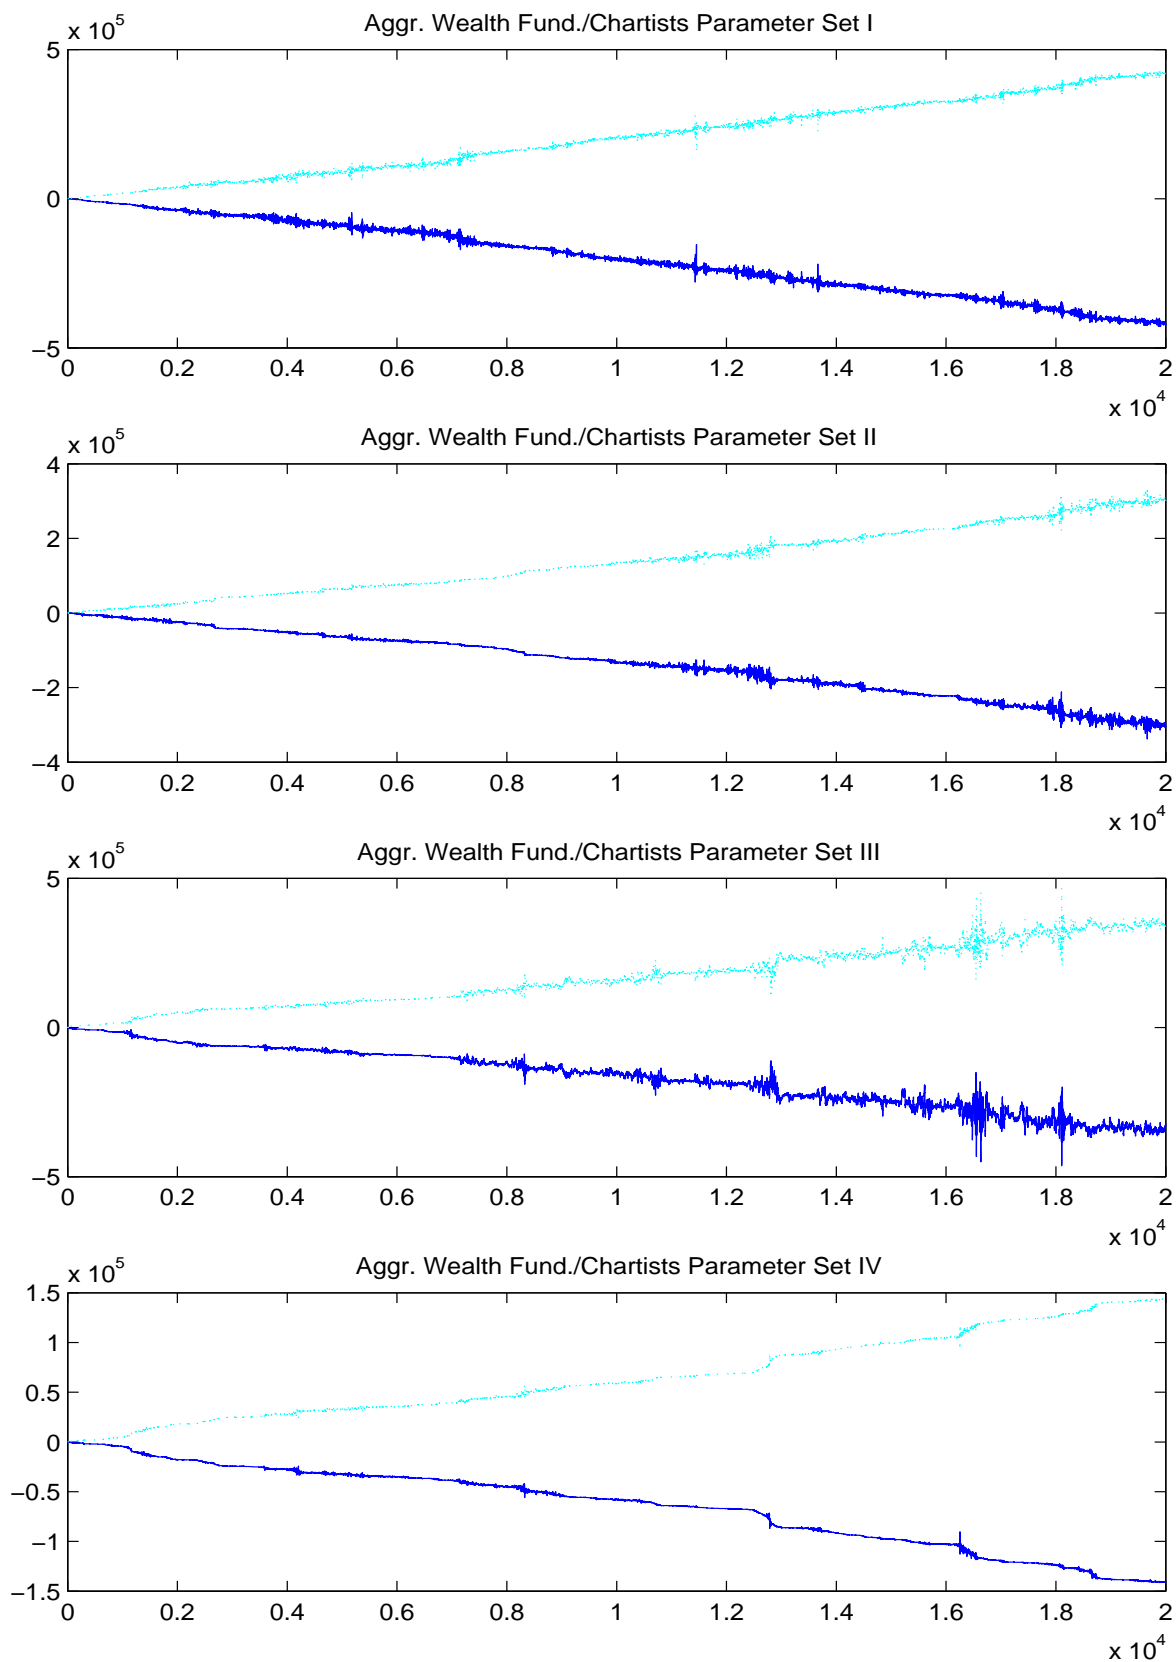 Aggr. Wealth Fund./Chartists Parameter Set I
x 10^5
5
0
−5
0 0.2 0.4 0.6 0.8 1 1.2 1.4 1.6 1.8 2
x 10^4
Aggr. Wealth Fund./Chartists Parameter Set II
x 10^5
4
2
0
−2
−4
0 0.2 0.4 0.6 0.8 1 1.2 1.4 1.6 1.8 2
x 10^4
Aggr. Wealth Fund./Chartists Parameter Set III
x 10^5
5
0
−5
0 0.2 0.4 0.6 0.8 1 1.2 1.4 1.6 1.8 2
x 10^4
Aggr. Wealth Fund./Chartists Parameter Set IV
x 10^5
1.5
1
0.5
0
−0.5
−1
−1.5
0 0.2 0.4 0.6 0.8 1 1.2 1.4 1.6 1.8 2
x 10^4